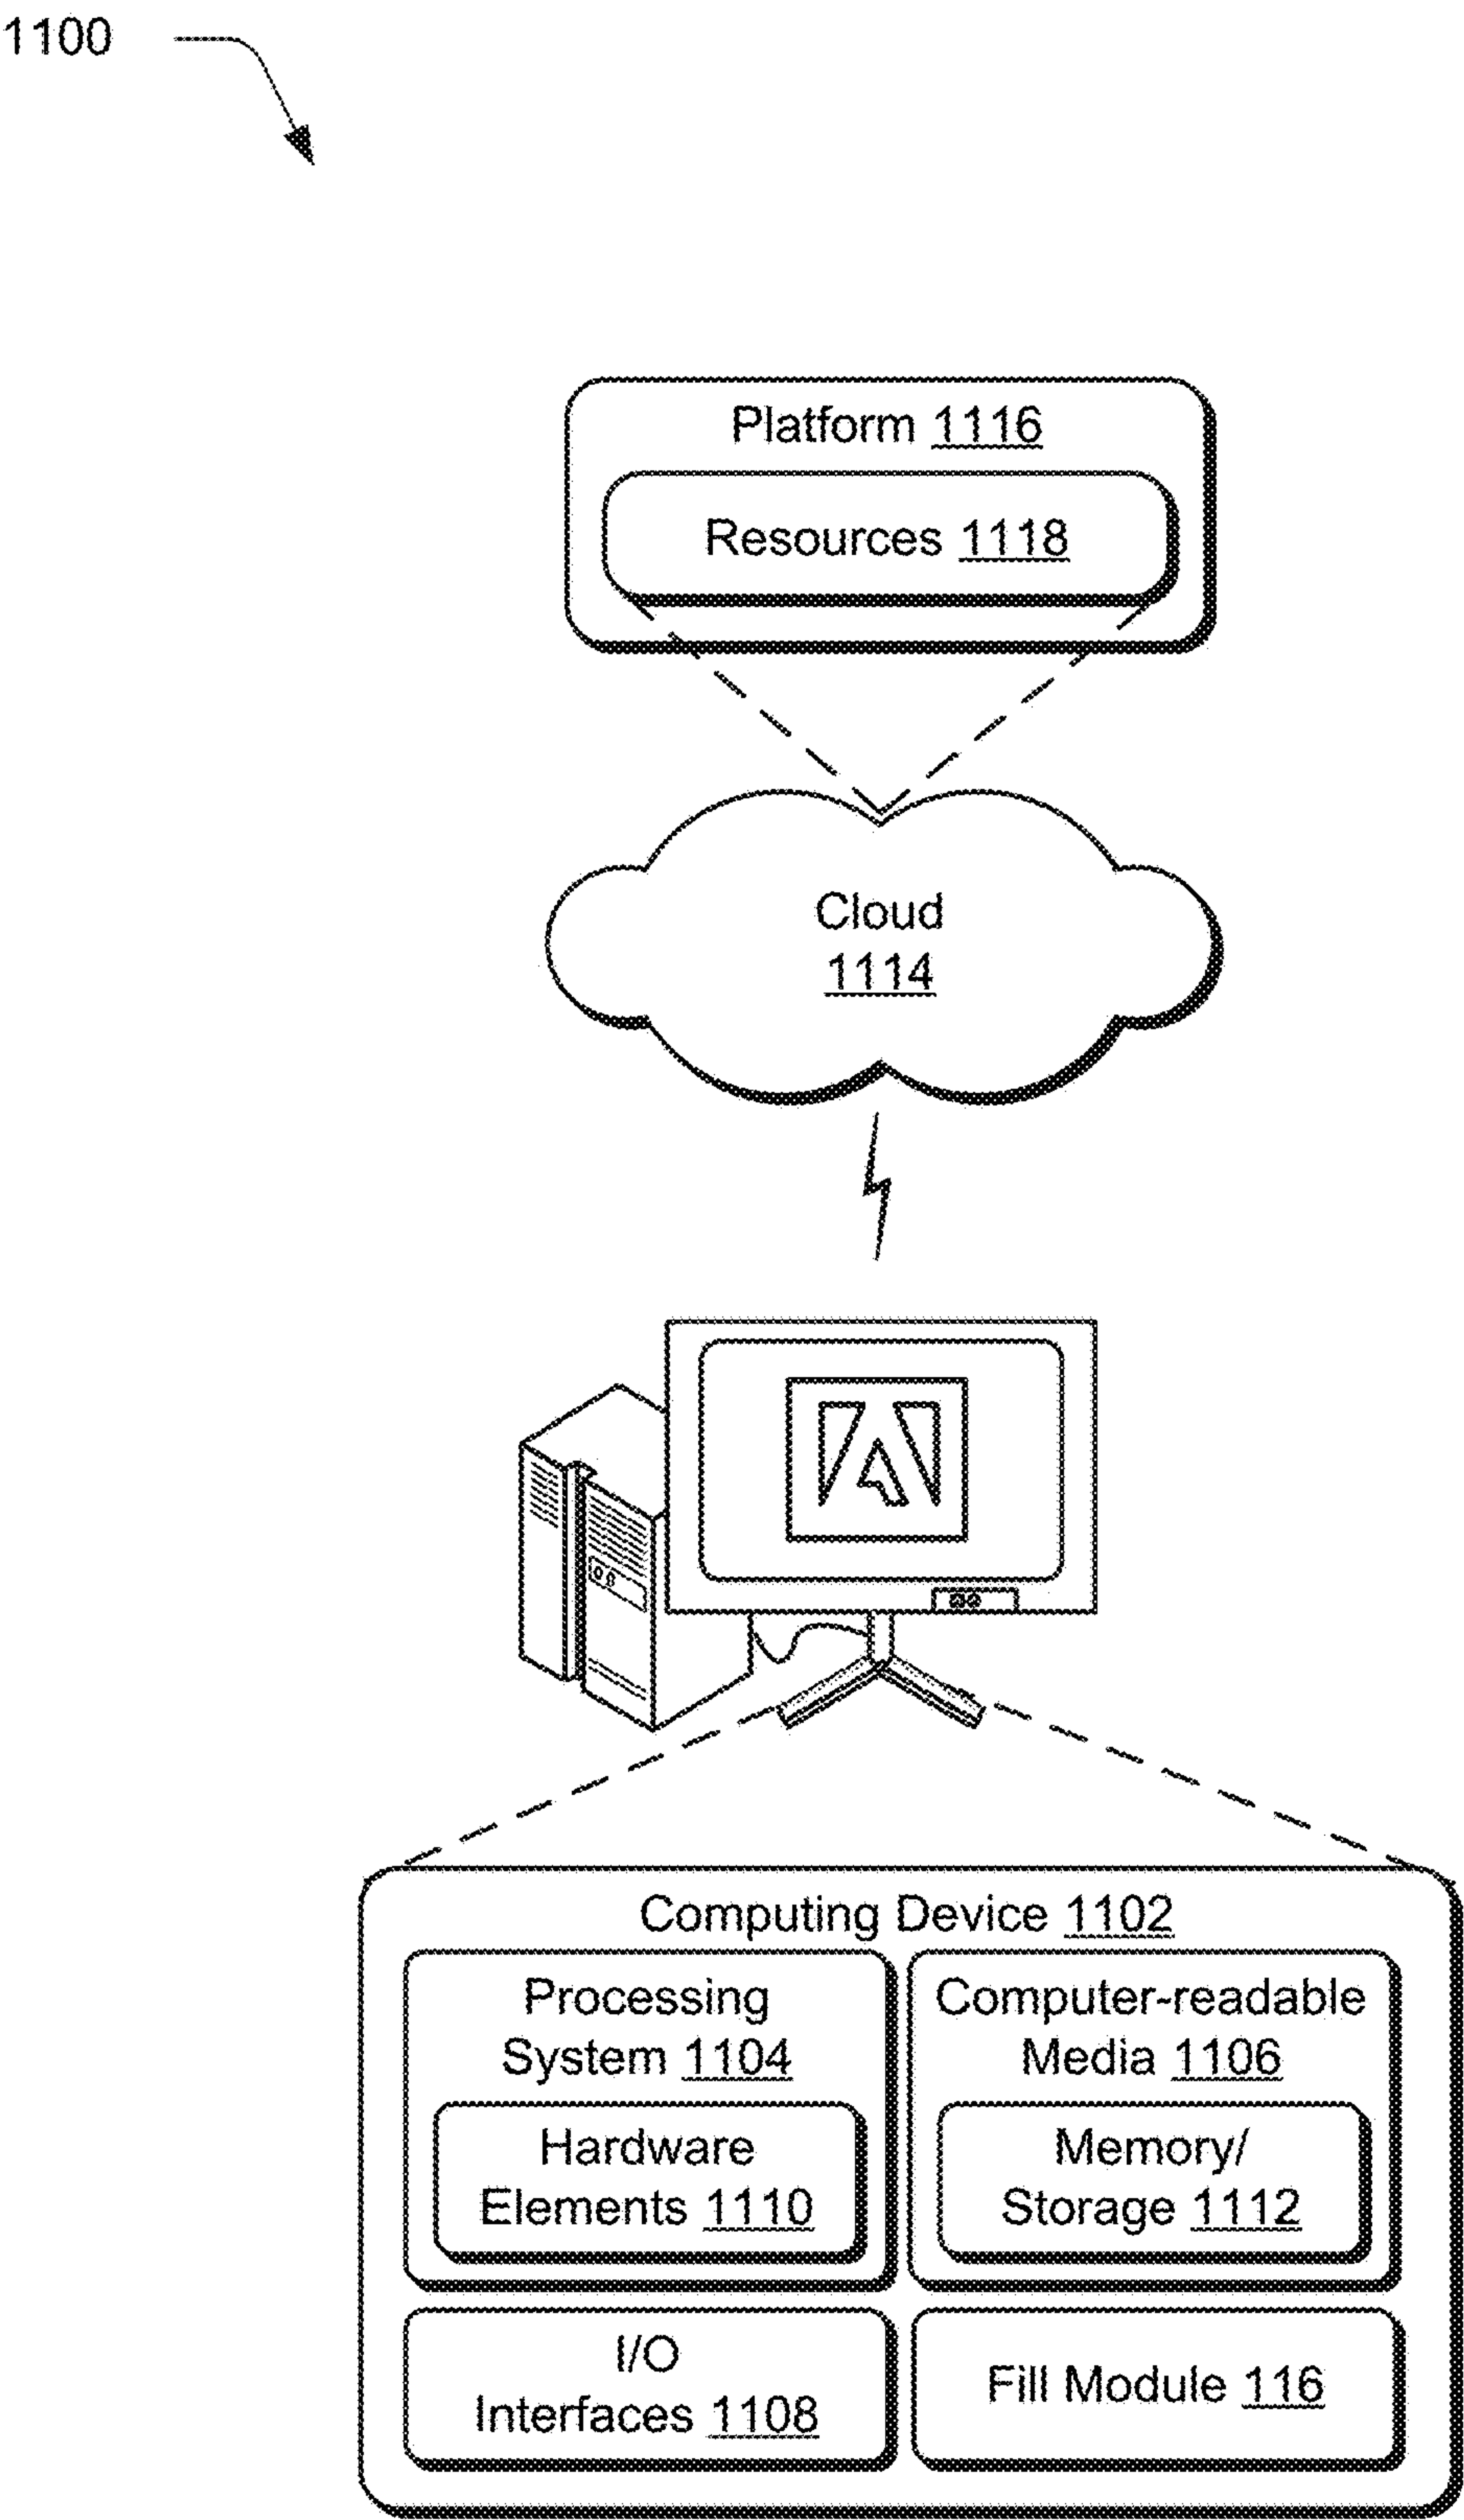 1100
Platform 1116
Resources 1118
Cloud
1114
Computing Device 1102
Processing
System 1104
Hardware
Elements 1110
Computer-readable
Media 1106
Memory/
Storage 1112
I/O
Interfaces 1108
Fill Module 116